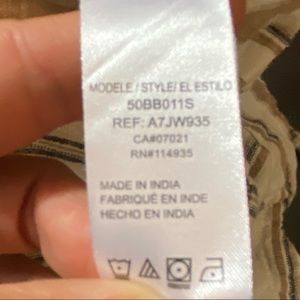 MODELE / STYLE/ EL ESTILO
50BB011S
REF: A7JW935
CA#07021
RN#114935
MADE IN INDIA
FABRIQUÉ EN INDE
HECHO EN INDIA